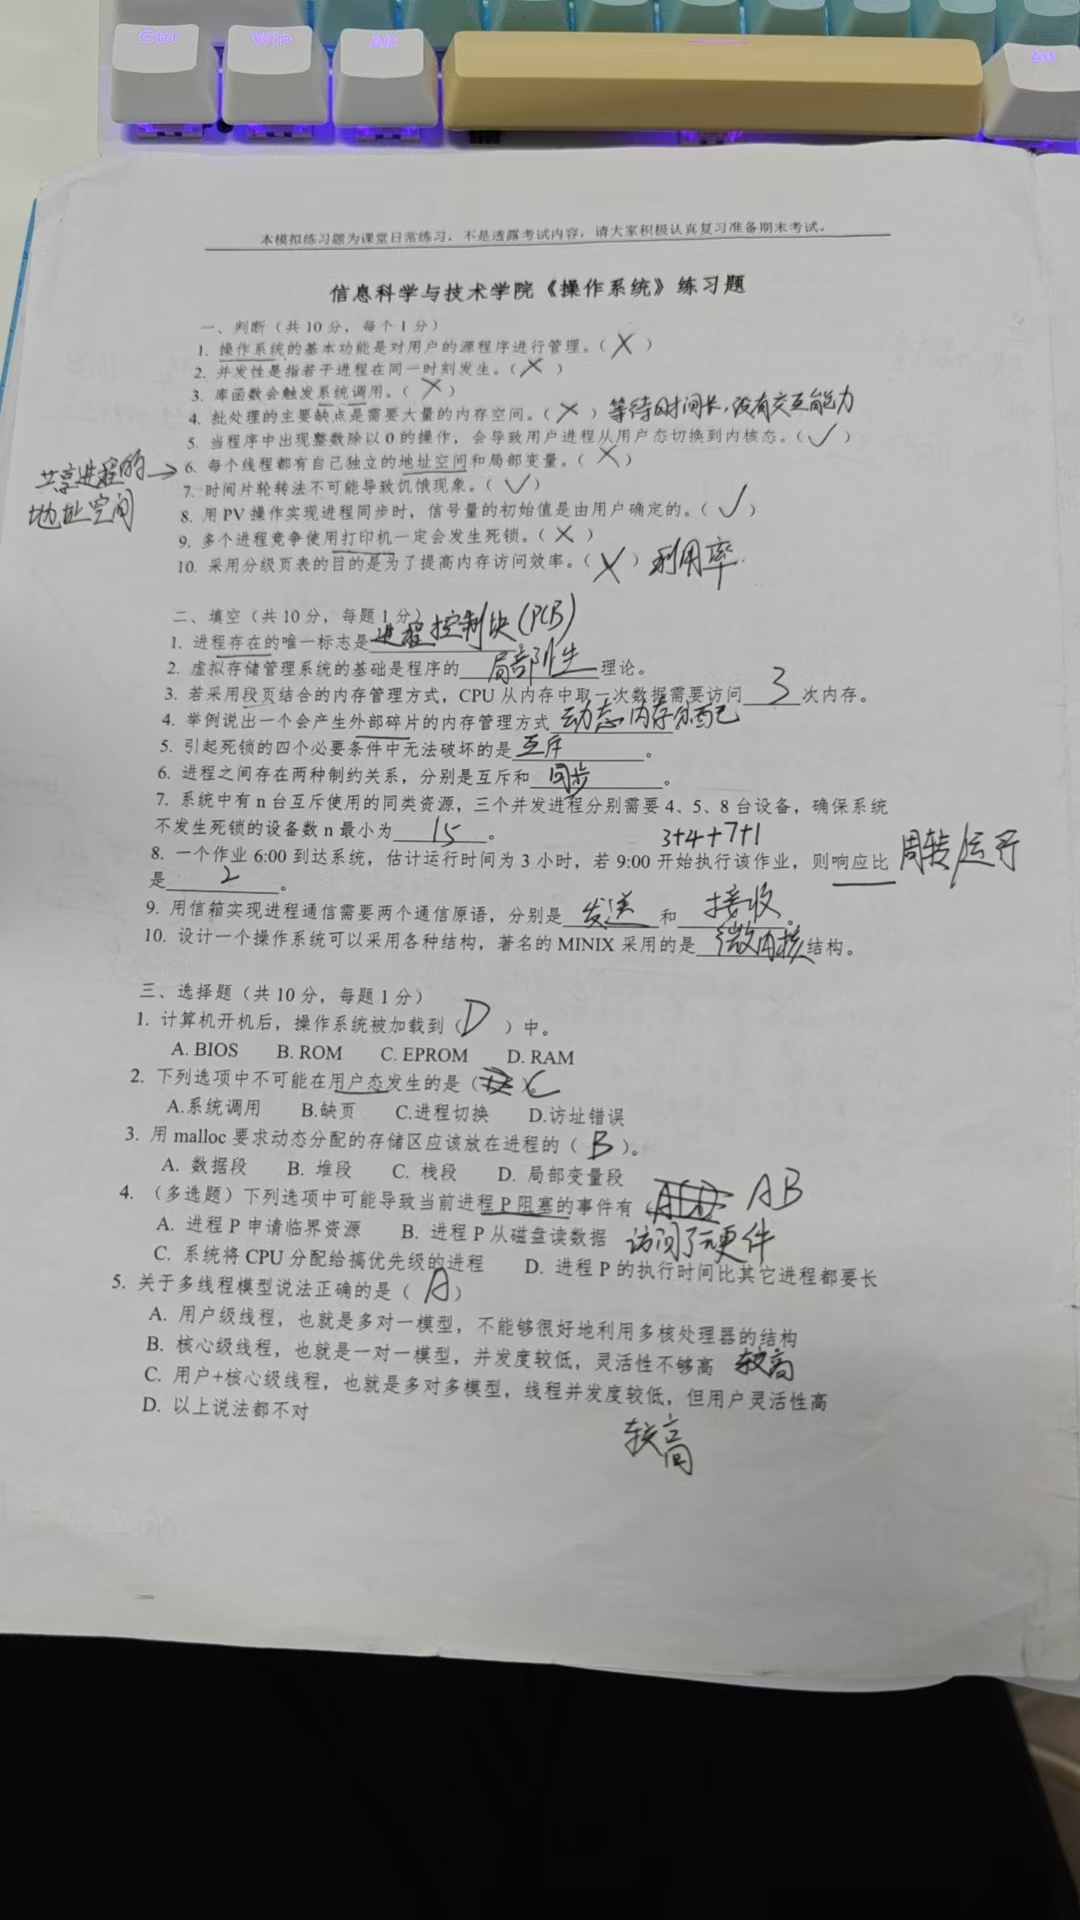 Ctrl Win Alt Alt
本模拟练习题为课堂日常练习，不是透露考试内容，请大家积极认真复习准备期末考试。
信息科学与技术学院《操作系统》练习题
一、判断（共 10 分，每个 1 分）
1. 操作系统的基本功能是对用户的源程序进行管理。（ X ）
2. 并发性是指若干进程在同一时刻发生。（ X ）
3. 库函数会触发系统调用。（ X ）
4. 批处理的主要缺点是需要大量的内存空间。（ X ）等待时间长，没有交互能力
5. 当程序中出现整数除以 0 的操作，会导致用户进程从用户态切换到内核态。（ ✓ ）
共享进程的地址空间 → 6. 每个线程都有自己独立的地址空间和局部变量。（ X ）
7. 时间片轮转法不可能导致饥饿现象。（ ✓ ）
8. 用 PV 操作实现进程同步时，信号量的初始值是由用户确定的。（ ✓ ）
9. 多个进程竞争使用打印机一定会发生死锁。（ X ）
10. 采用分级页表的目的是为了提高内存访问效率。（ X ）利用率.
二、填空（共 10 分，每题 1 分）
1. 进程存在的唯一标志是进程控制块(PCB)
2. 虚拟存储管理系统的基础是程序的 局部性 理论。
3. 若采用段页结合的内存管理方式，CPU 从内存中取一次数据需要访问 3 次内存。
4. 举例说出一个会产生外部碎片的内存管理方式 动态内存分配
5. 引起死锁的四个必要条件中无法破坏的是 互斥 。
6. 进程之间存在两种制约关系，分别是互斥和 同步 。
7. 系统中有 n 台互斥使用的同类资源，三个并发进程分别需要 4、5、8 台设备，确保系统
不发生死锁的设备数 n 最小为 15 。 3+4+7+1
8. 一个作业 6:00 到达系统，估计运行时间为 3 小时，若 9:00 开始执行该作业，则响应比 周转/运行
是 2 。
9. 用信箱实现进程通信需要两个通信原语，分别是 发送 和 接收 。
10. 设计一个操作系统可以采用各种结构，著名的 MINIX 采用的是 微内核 结构。
三、选择题（共 10 分，每题 1 分）
1. 计算机开机后，操作系统被加载到（ D ）中。
A. BIOS B. ROM C. EPROM D. RAM
2. 下列选项中不可能在用户态发生的是（ ）。C
A.系统调用 B.缺页 C.进程切换 D.访址错误
3. 用 malloc 要求动态分配的存储区应该放在进程的（ B ）。
A. 数据段 B. 堆段 C. 栈段 D. 局部变量段
4. （多选题）下列选项中可能导致当前进程 P 阻塞的事件有 AB
A. 进程 P 申请临界资源 B. 进程 P 从磁盘读数据 访问了硬件
C. 系统将 CPU 分配给搞优先级的进程 D. 进程 P 的执行时间比其它进程都要长
5. 关于多线程模型说法正确的是（ A ）
A. 用户级线程，也就是多对一模型，不能够很好地利用多核处理器的结构
B. 核心级线程，也就是一对一模型，并发度较低，灵活性不够高 较高
C. 用户+核心级线程，也就是多对多模型，线程并发度较低，但用户灵活性高
D. 以上说法都不对
较高